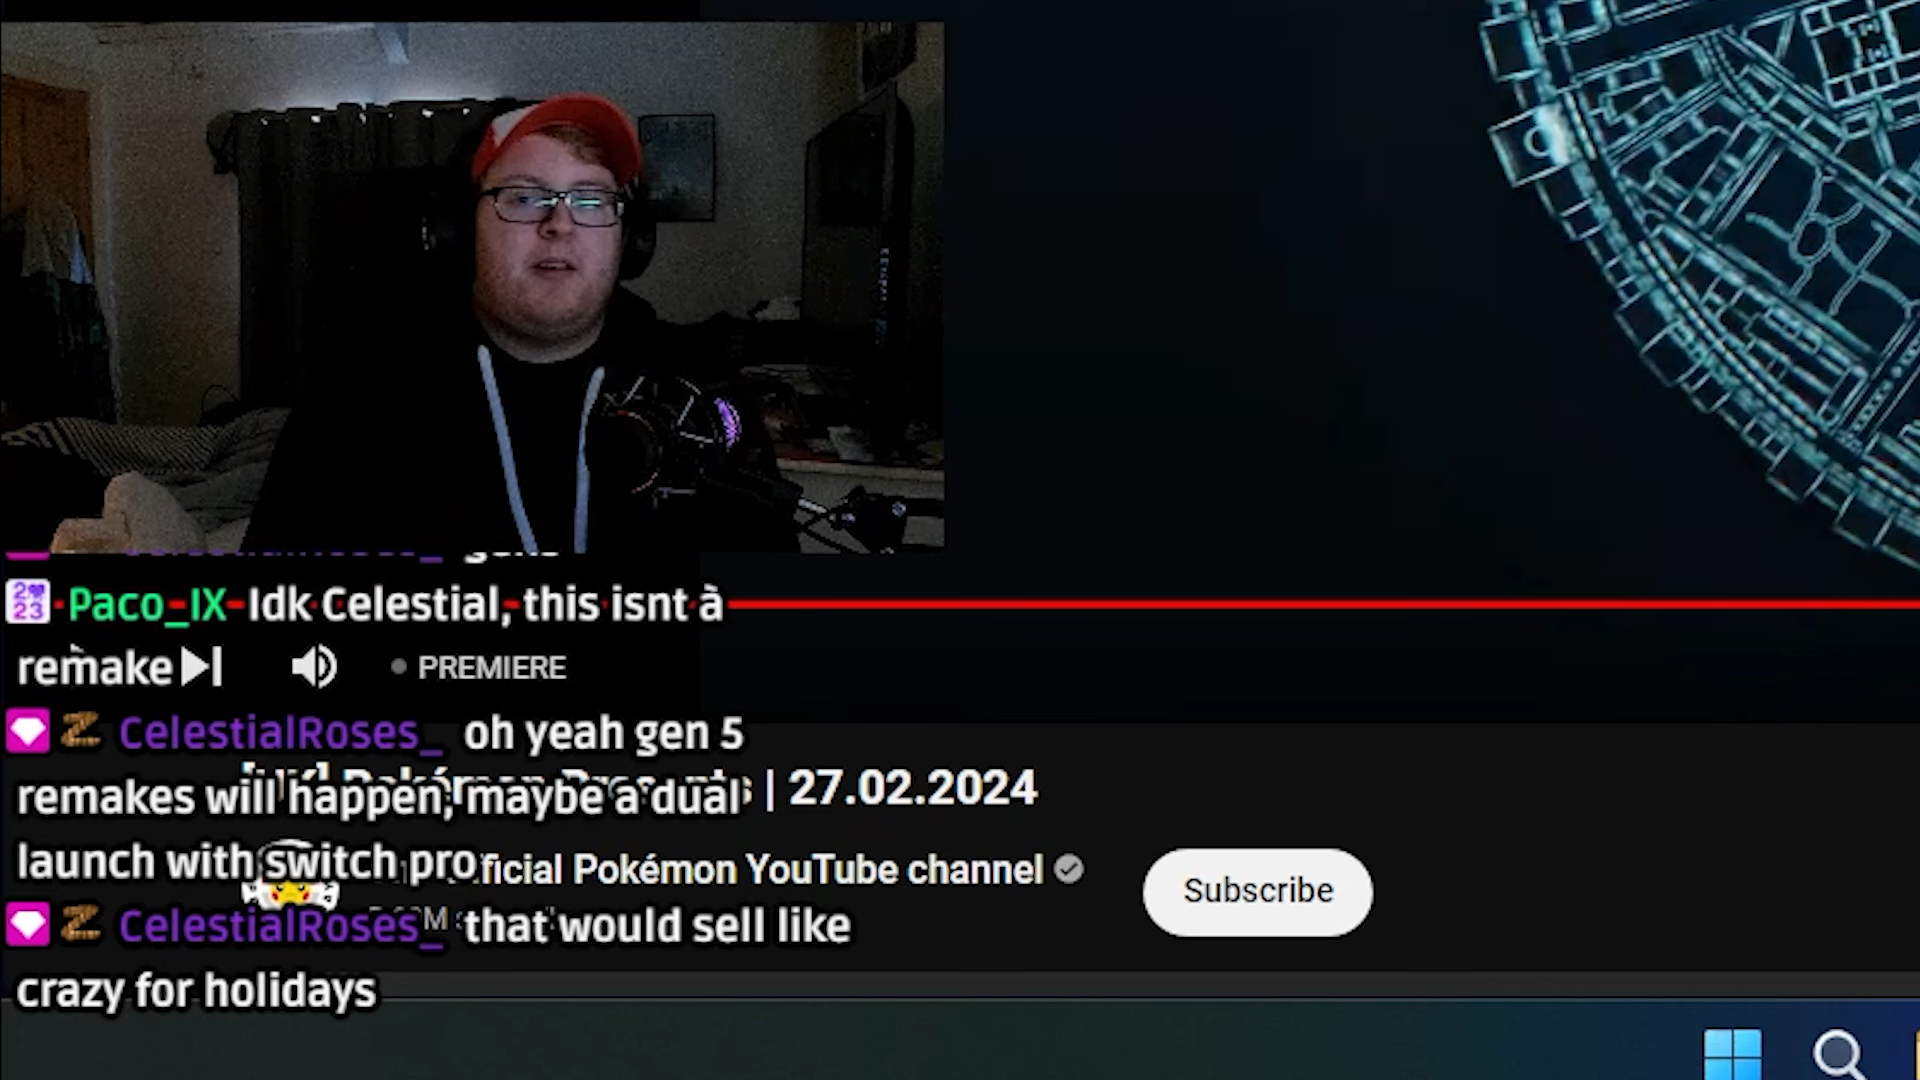 2023 Paco_IX Idk Celestial, this isnt à
remake
PREMIERE
CelestialRoses_ oh yeah gen 5
remakes will happen, maybe a dual
| 27.02.2024
launch with switch pro
Official Pokémon YouTube channel
Subscribe
CelestialRoses_ that would sell like
crazy for holidays